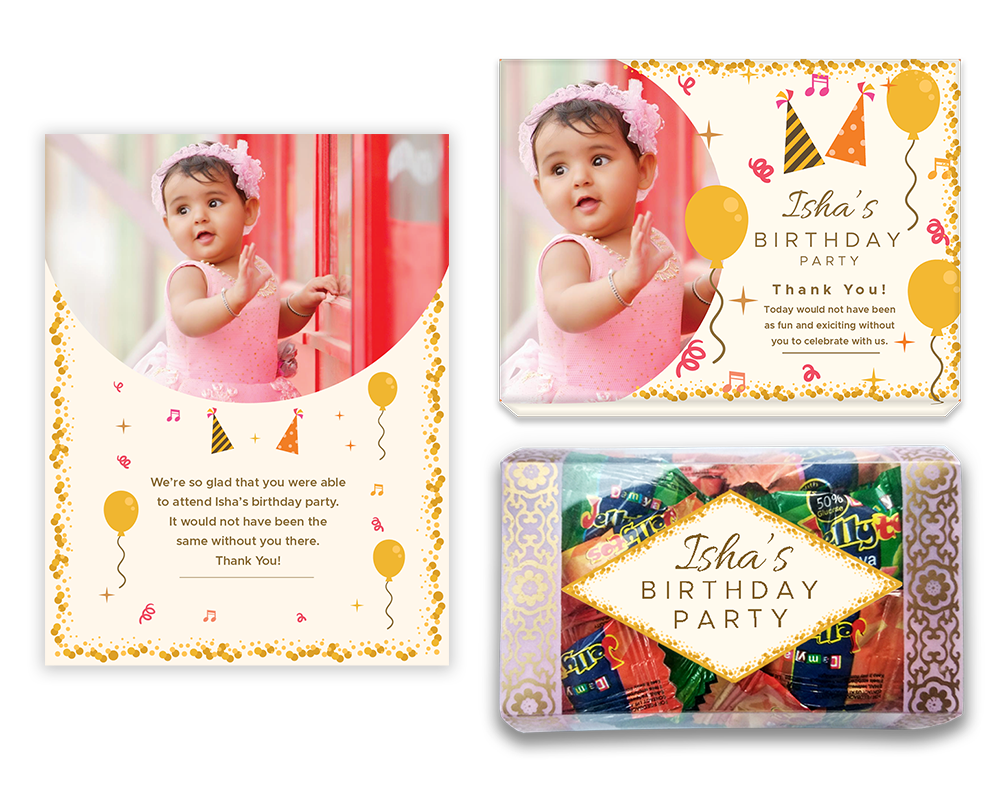 We're so glad that you were able
to attend Isha's birthday party.
It would not have been the
same without you there.
Thank You!
Isha's
BIRTHDAY
PARTY
Thank You!
Today would not have been
as fun and exiciting without
you to celebrate with us.
Isha's
BIRTHDAY
PARTY
50%